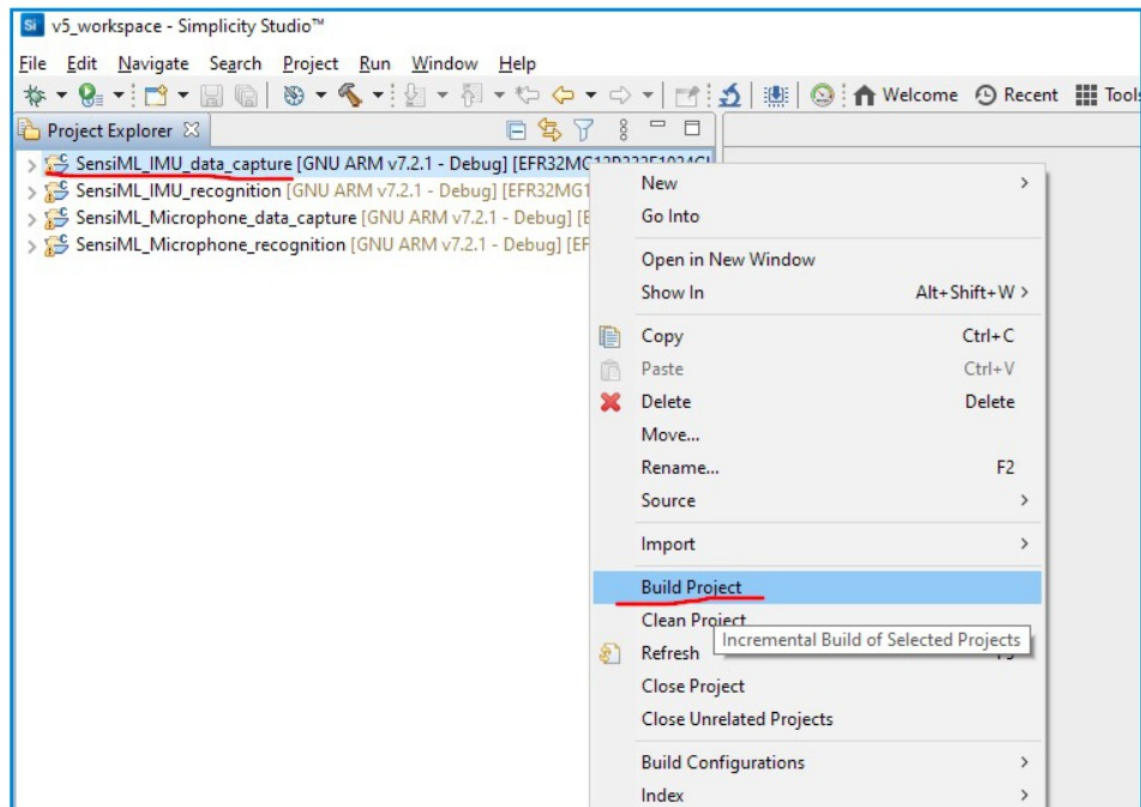 Si v5_workspace - Simplicity Studio™
File Edit Navigate Search Project Run Window Help
Welcome Recent Tools
Project Explorer
SensiML_IMU_data_capture [GNU ARM v7.2.1 - Debug] [EFR32MG12P332F1024GL
SensiML_IMU_recognition [GNU ARM v7.2.1 - Debug] [EFR32MG1
SensiML_Microphone_data_capture [GNU ARM v7.2.1 - Debug] [E
SensiML_Microphone_recognition [GNU ARM v7.2.1 - Debug] [EF
New
Go Into
Open in New Window
Show In Alt+Shift+W >
Copy Ctrl+C
Paste Ctrl+V
Delete Delete
Move...
Rename... F2
Source
Import
Build Project
Clean Project
Incremental Build of Selected Projects
Refresh
Close Project
Close Unrelated Projects
Build Configurations
Index